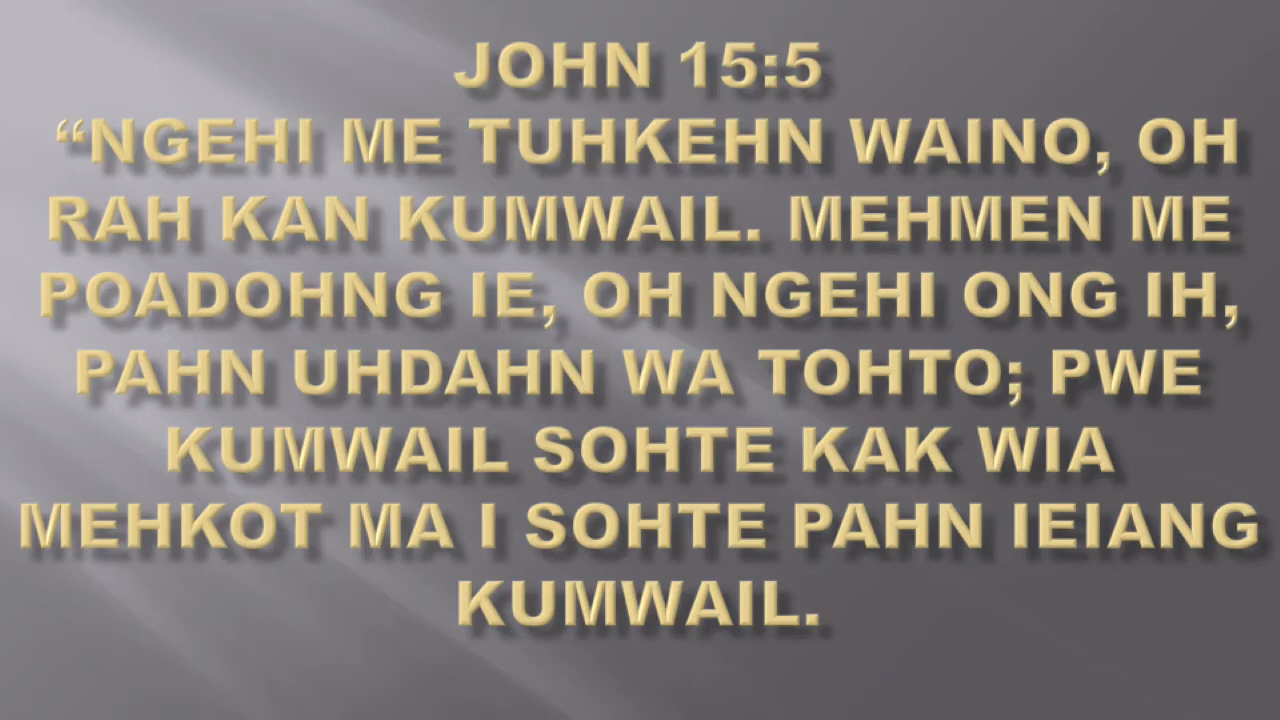 JOHN 15:5
“NGEHI ME TUHKEHN WAINO, OH
RAH KAN KUMWAIL. MEHMEN ME
POADOHNG IE, OH NGEHI ONG IH,
PAHN UHDAHN WA TOHTO; PWE
KUMWAIL SOHTE KAK WIA
MEHKOT MA I SOHTE PAHN IEIANG
KUMWAIL.